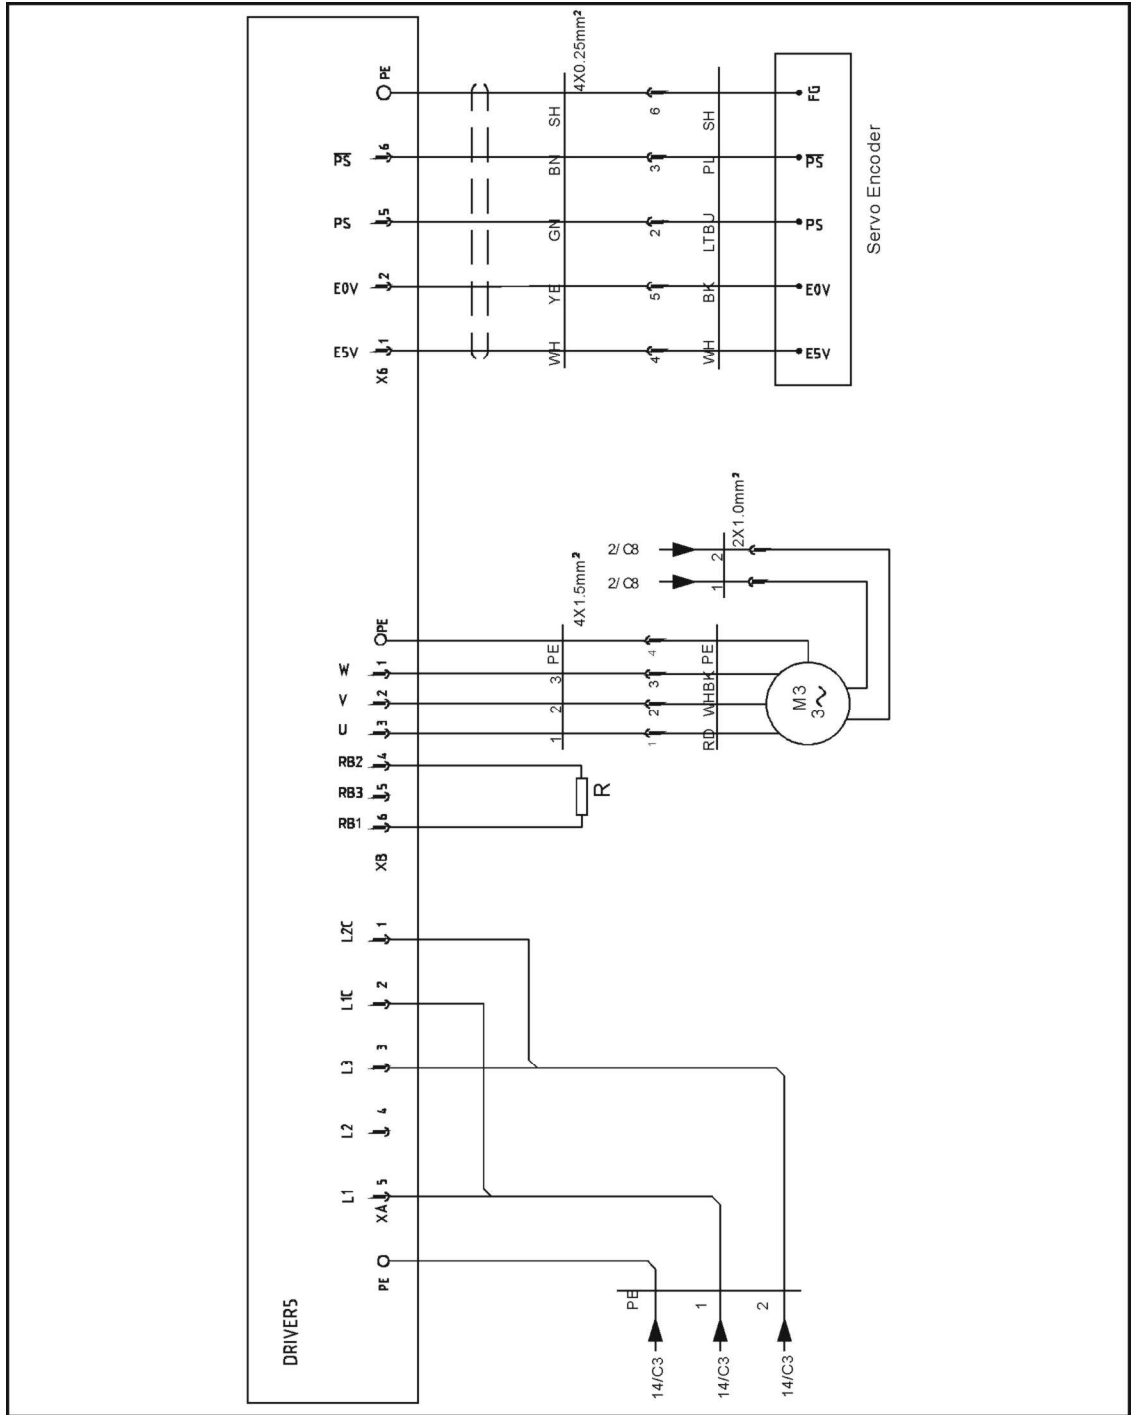 DRIVER5
PE
XA
L1 5
L2 4
L3 3
L1C 2
L2C 1
XB
RB1 6
RB3 5
RB2 4
U 3
V 2
W 1
PE
X6
E5V 1
E0V 2
PS 5
P̅S̅ 6
PE
R
1
2
3
PE
4X1.5mm²
WH
YE
GN
BN
SH
4X0.25mm²
14/C3
14/C3
14/C3
PE
1
2
1
2
3
4
4
5
2
3
6
RD
WH
BK
PE
2/C8
2/C8
1
2
2X1.0mm²
WH
BK
LTBU
PL
SH
M3
3~
E5V
E0V
PS
P̅S̅
FG
Servo Encoder